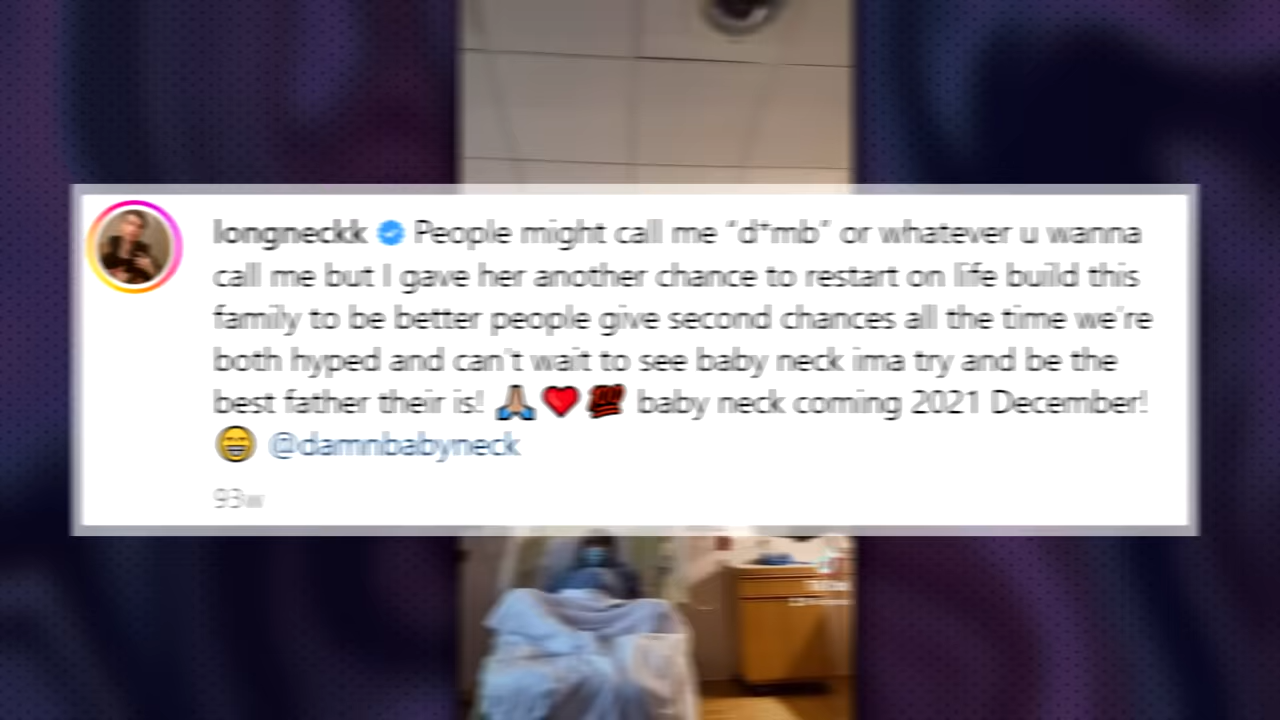 longneckk People might call me "d*mb" or whatever u wanna
call me but I gave her another chance to restart on life build this
family to be better people give second chances all the time we're
both hyped and can't wait to see baby neck ima try and be the
best father their is! 🙏🏽❤️💯 baby neck coming 2021 December!
😁 @damnbabyneck
93w